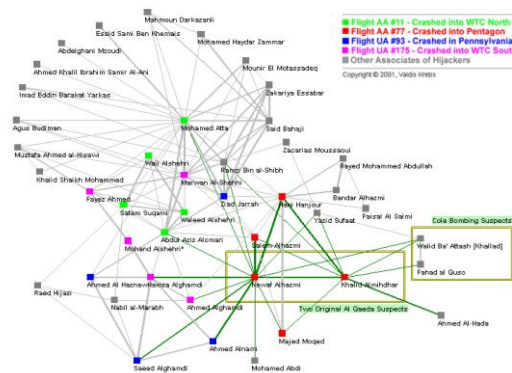 Mahmoun Darkazanli
Essid Sami Ben Khemais
Mohamed Haydar Zammar
Abdelghani Mzoudi
Mounir El Motassadeq
Ahmed Khalil Ibrahim Samir Al-Ani
Zakariya Essabar
Imad Eddin Barakat Yarkas
Agus Budiman
Mohamed Atta
Said Bahaji
Zacarias Moussaoui
Mustafa Ahmed al-Hisawi
Wail Alshehri
Ramzi Bin al-Shibh
Rayed Mohammed Abdullah
Khalid Shaikh Mohammed
Marwan Al-Shehhi
Fayez Ahmed
Ziad Jarrah
Hani Hanjour
Bandar Alhazmi
Satam Suqami
Waleed Alshehri
Yazid Sufaat
Faisal Al Salmi
Abdul Aziz Alomari
Mohand Alshehri*
Salem Alhazmi
Cole Bombing Suspects
Walid Ba' Attash [Khallad]
Fahad al Quso
Ahmed Al Haznawi
Hamza Alghamdi
Nawaf Alhazmi
Khalid Almihdhar
Raed Hijazi
Nabil al-Marabh
Ahmed Alghamdi
Two Original Al Qaeda Suspects
Ahmed Al-Hada
Ahmed Alnami
Majed Moqed
Saeed Alghamdi
Mohamed Abdi
Flight AA #11 - Crashed into WTC North
Flight AA #77 - Crashed into Pentagon
Flight UA #93 - Crashed in Pennsylvania
Flight UA #175 - Crashed into WTC Sout
Other Associates of Hijackers
Copyright © 2001, Valdis Krebs